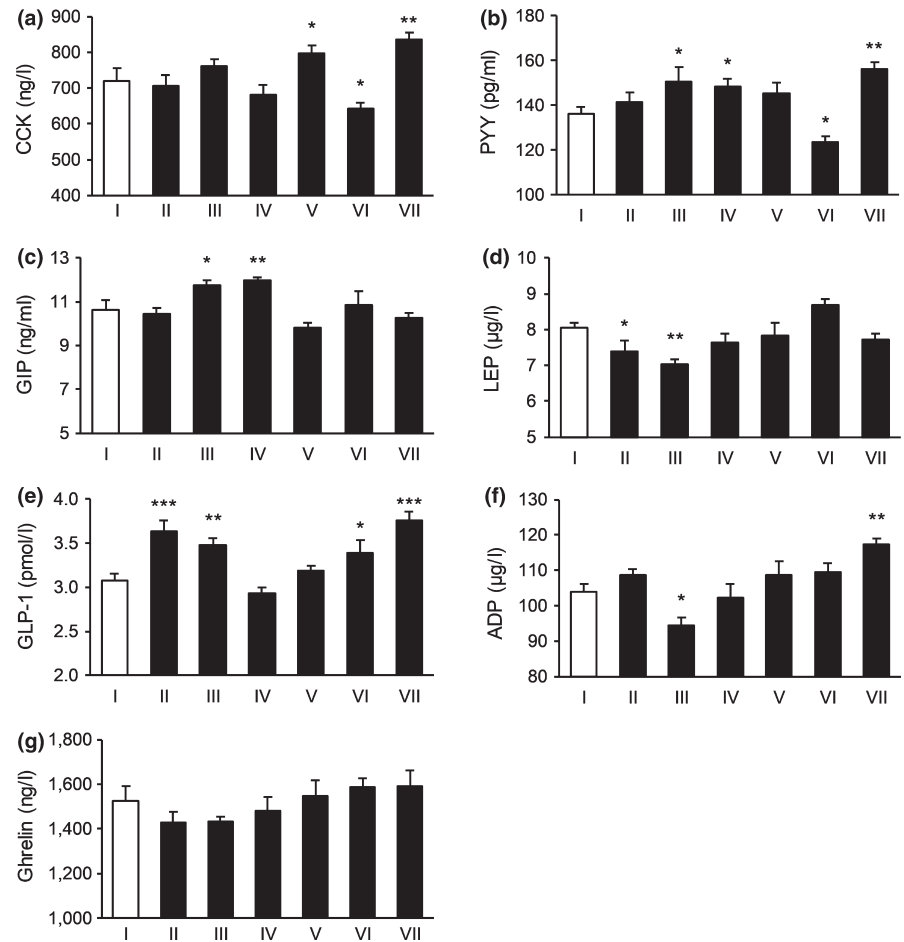 (a)
CCK (ng/l)
900
800
700
600
500
400
* * **
I II III IV V VI VII
(b)
PYY (pg/ml)
180
160
140
120
100
* * * **
I II III IV V VI VII
(c)
GIP (ng/ml)
13
11
9
7
5
* **
I II III IV V VI VII
(d)
LEP (μg/l)
10
9
8
7
6
5
* **
I II III IV V VI VII
(e)
GLP-1 (pmol/l)
4.0
3.5
3.0
2.5
2.0
*** ** * ***
I II III IV V VI VII
(f)
ADP (μg/l)
130
120
110
100
90
80
* **
I II III IV V VI VII
(g)
Ghrelin (ng/l)
1,800
1,600
1,400
1,200
1,000
I II III IV V VI VII